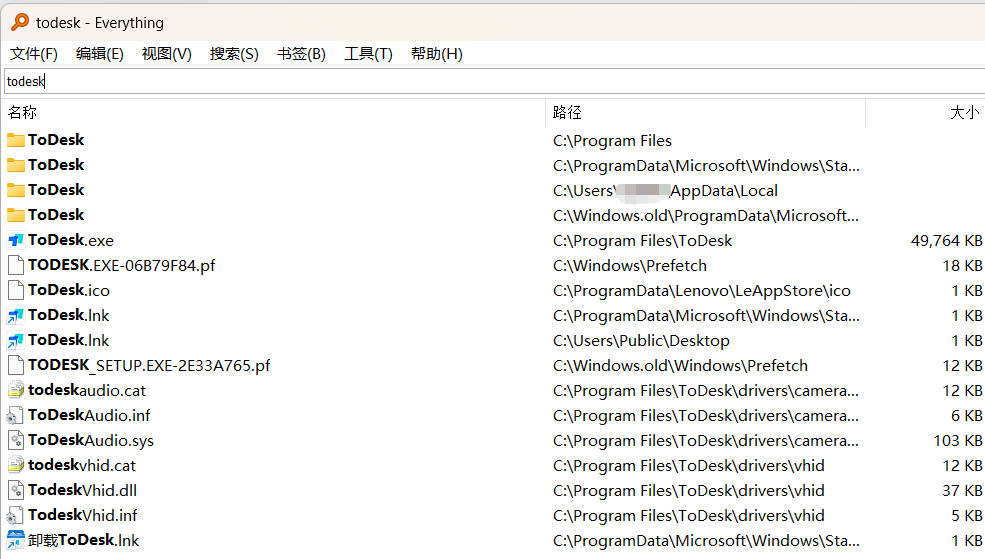 todesk - Everything
文件(F) 编辑(E) 视图(V) 搜索(S) 书签(B) 工具(T) 帮助(H)
todesk
名称 路径 大小
ToDesk C:\Program Files
ToDesk C:\ProgramData\Microsoft\Windows\Sta...
ToDesk C:\Users\ AppData\Local
ToDesk C:\Windows.old\ProgramData\Microsoft...
ToDesk.exe C:\Program Files\ToDesk 49,764 KB
TODESK.EXE-06B79F84.pf C:\Windows\Prefetch 18 KB
ToDesk.ico C:\ProgramData\Lenovo\LeAppStore\ico 1 KB
ToDesk.lnk C:\ProgramData\Microsoft\Windows\Sta... 1 KB
ToDesk.lnk C:\Users\Public\Desktop 1 KB
TODESK_SETUP.EXE-2E33A765.pf C:\Windows.old\Windows\Prefetch 12 KB
todeskaudio.cat C:\Program Files\ToDesk\drivers\camera... 12 KB
ToDeskAudio.inf C:\Program Files\ToDesk\drivers\camera... 6 KB
ToDeskAudio.sys C:\Program Files\ToDesk\drivers\camera... 103 KB
todeskvhid.cat C:\Program Files\ToDesk\drivers\vhid 12 KB
TodeskVhid.dll C:\Program Files\ToDesk\drivers\vhid 37 KB
TodeskVhid.inf C:\Program Files\ToDesk\drivers\vhid 5 KB
卸载ToDesk.lnk C:\ProgramData\Microsoft\Windows\Sta... 1 KB